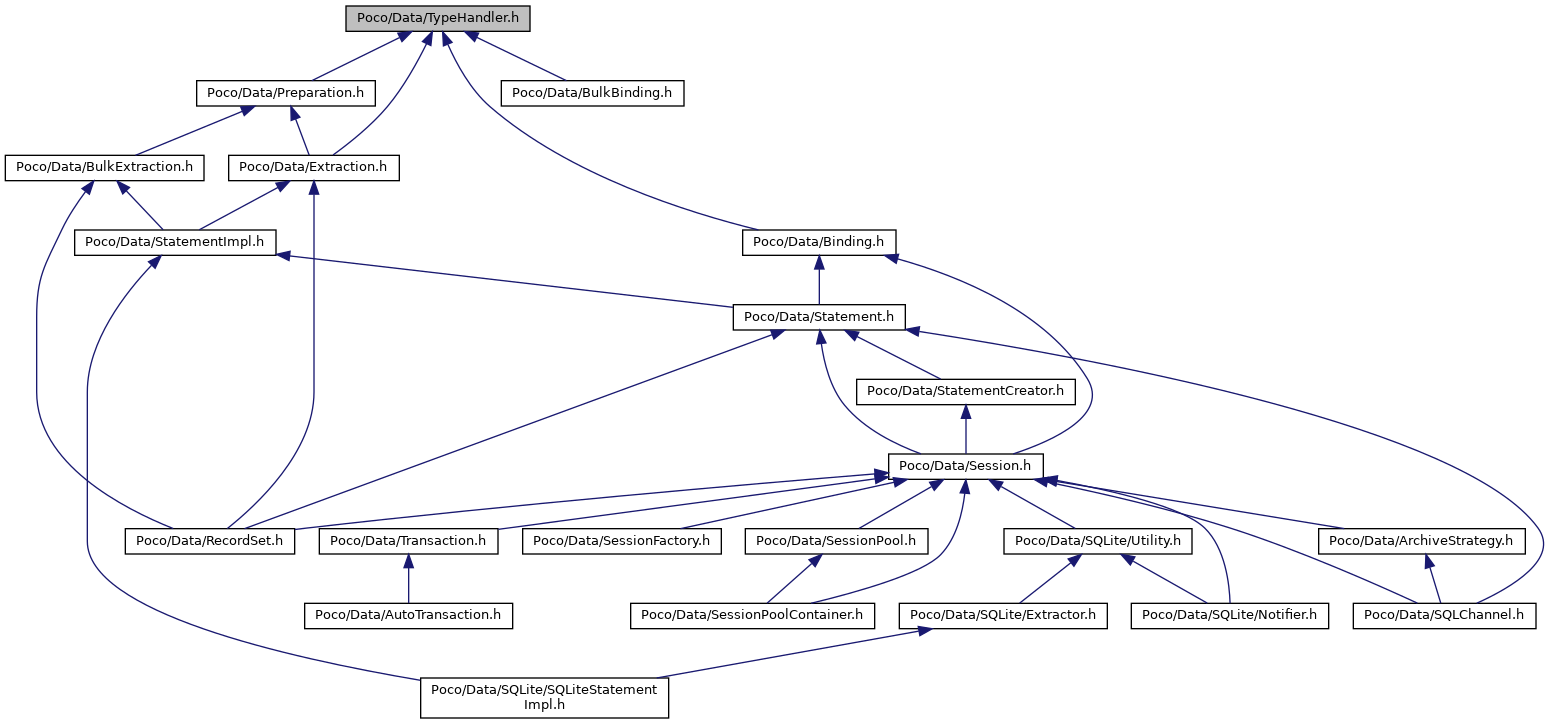 Poco/Data/TypeHandler.h
Poco/Data/Preparation.h
Poco/Data/BulkBinding.h
Poco/Data/BulkExtraction.h
Poco/Data/Extraction.h
Poco/Data/StatementImpl.h
Poco/Data/Binding.h
Poco/Data/Statement.h
Poco/Data/StatementCreator.h
Poco/Data/Session.h
Poco/Data/RecordSet.h
Poco/Data/Transaction.h
Poco/Data/SessionFactory.h
Poco/Data/SessionPool.h
Poco/Data/SQLite/Utility.h
Poco/Data/ArchiveStrategy.h
Poco/Data/AutoTransaction.h
Poco/Data/SessionPoolContainer.h
Poco/Data/SQLite/Extractor.h
Poco/Data/SQLite/Notifier.h
Poco/Data/SQLChannel.h
Poco/Data/SQLite/SQLiteStatement
Impl.h